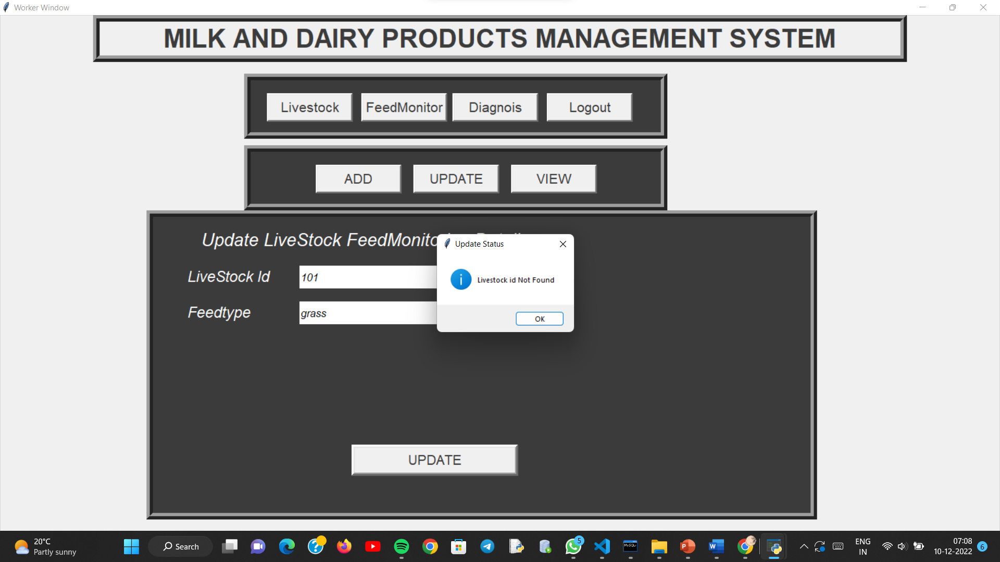 Worker Window
MILK AND DAIRY PRODUCTS MANAGEMENT SYSTEM
Livestock FeedMonitor Diagnois Logout
ADD UPDATE VIEW
Update LiveStock FeedMonito
Update Status
LiveStock Id 101
Livestock id Not Found
Feedtype grass
OK
UPDATE
20°C
Partly sunny
Search
5
MySQL
ENG
IN
07:08
10-12-2022
6